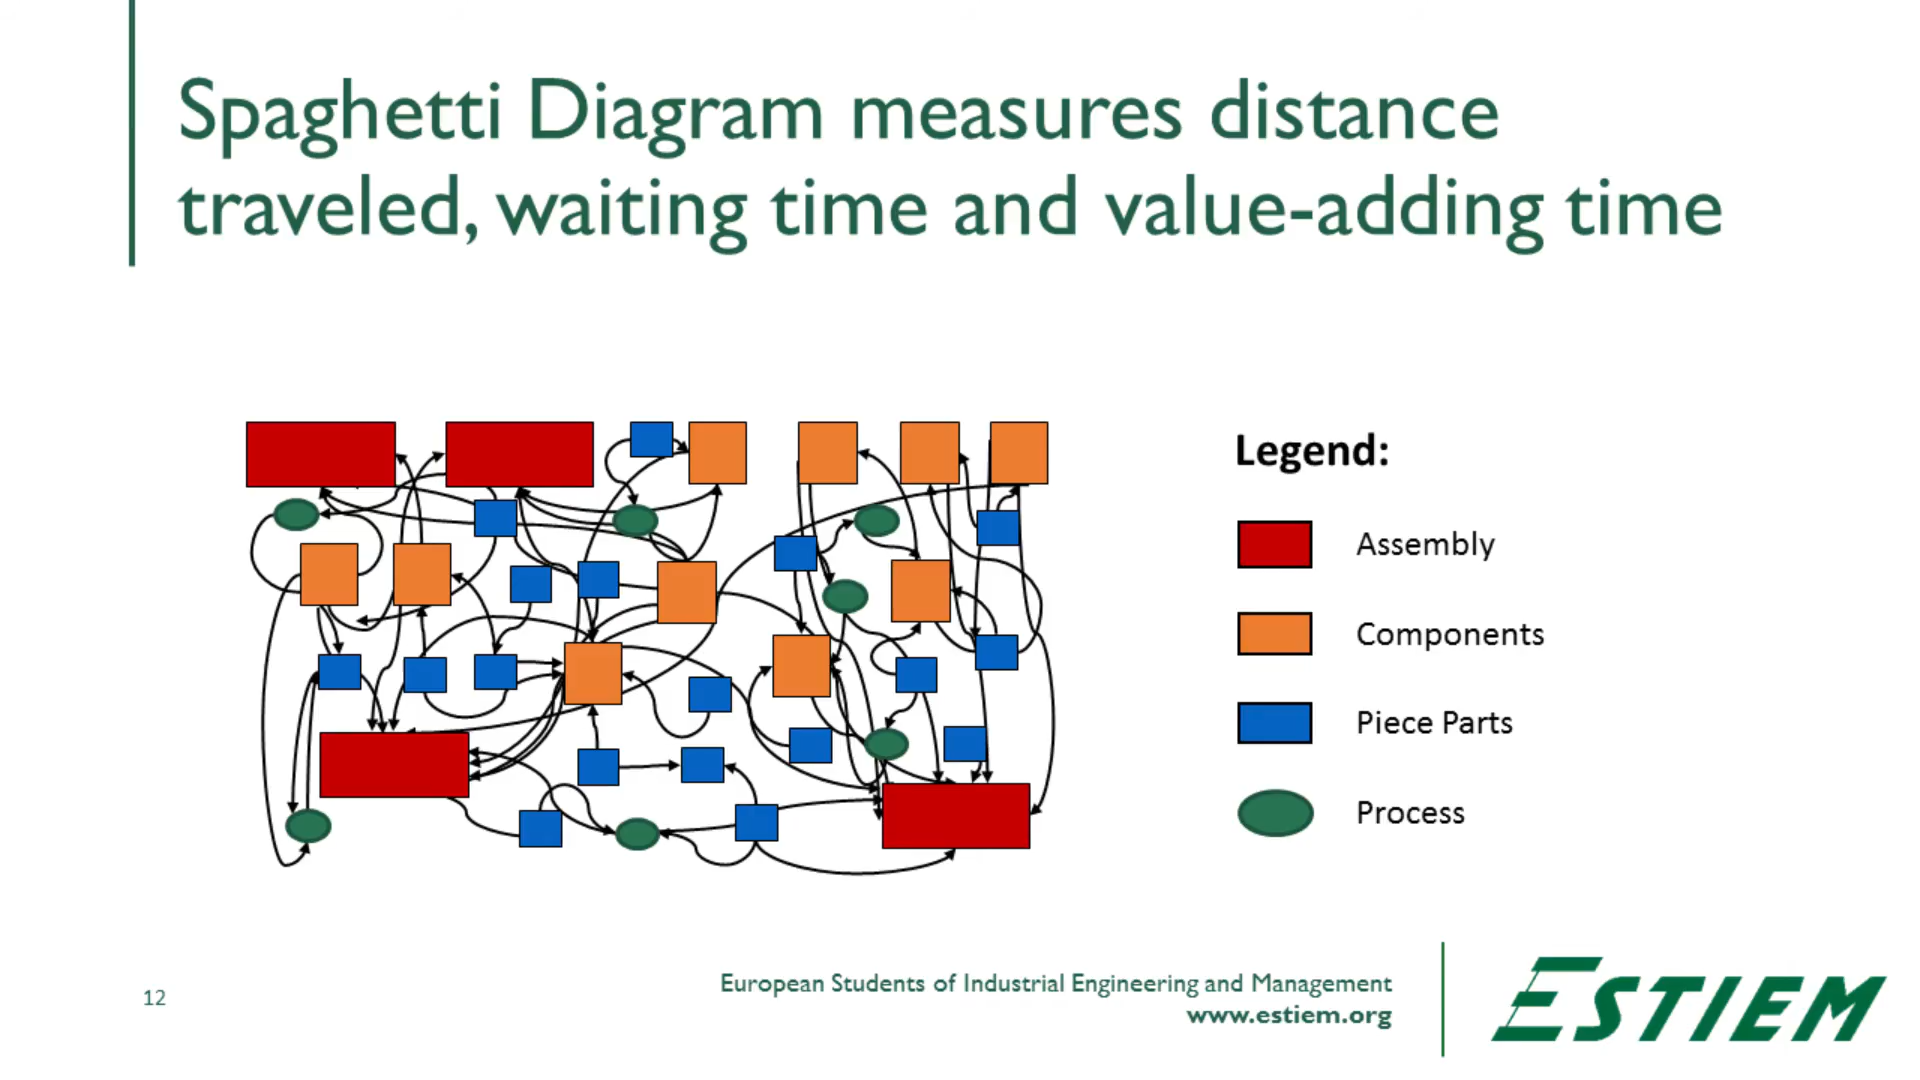 Spaghetti Diagram measures distance
traveled, waiting time and value-adding time
Legend:
Assembly
Components
Piece Parts
Process
12
European Students of Industrial Engineering and Management
www.estiem.org
ESTIEM